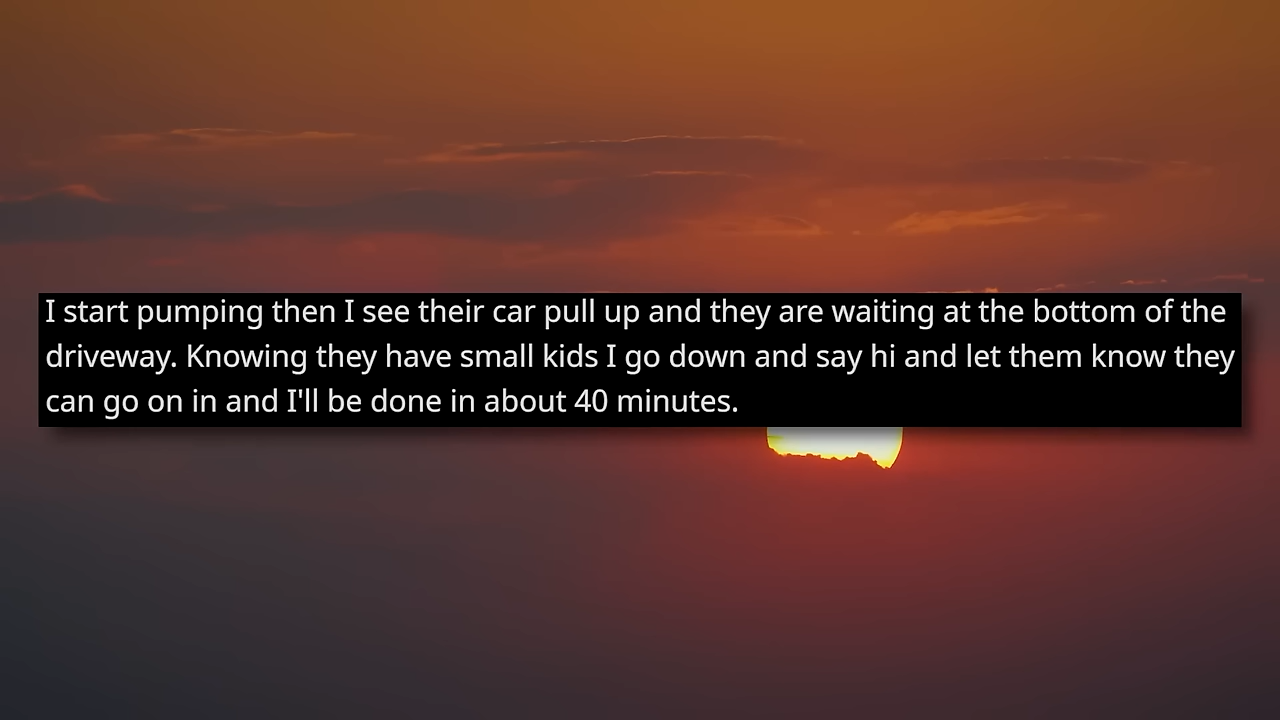 I start pumping then I see their car pull up and they are waiting at the bottom of the
driveway. Knowing they have small kids I go down and say hi and let them know they
can go on in and I'll be done in about 40 minutes.